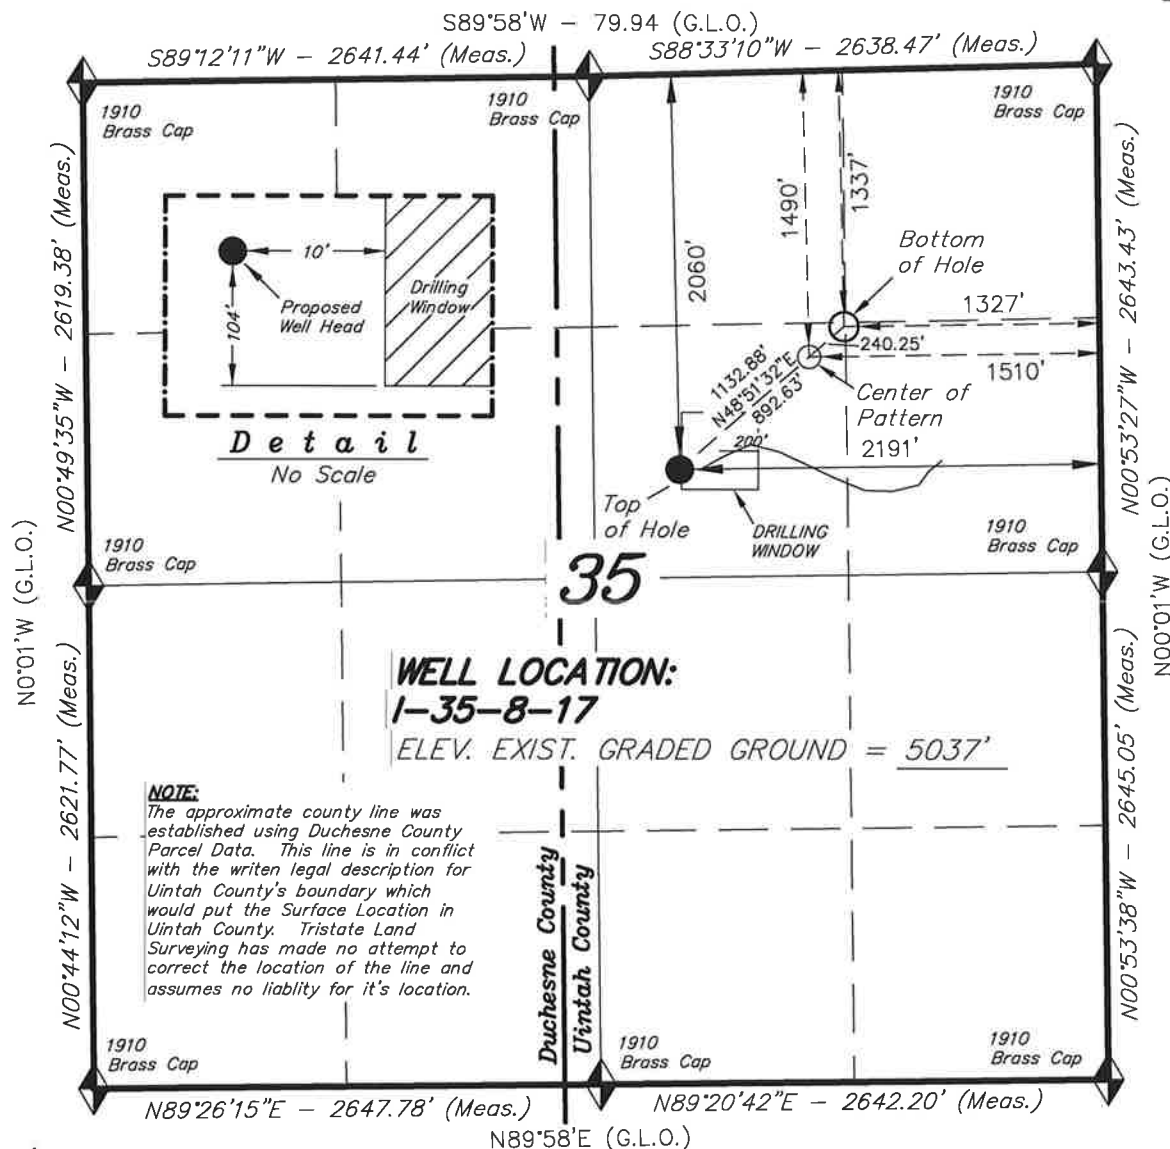 S89°58'W – 79.94 (G.L.O.)
S89°12'11"W – 2641.44' (Meas.)
S88°33'10"W – 2638.47' (Meas.)
1910
Brass Cap
1910
Brass Cap
1910
Brass Cap
N00°49'35"W – 2619.38' (Meas.)
10'
104'
Proposed
Well Head
Drilling
Window
Detail
No Scale
2060'
1490'
1337'
Bottom
of Hole
1327'
240.25'
1510'
Center of
Pattern
1132.88'
N48°51'32"E
892.63'
200'
2191'
Top
of Hole
DRILLING
WINDOW
N00°53'27"W – 2643.43' (Meas.)
1910
Brass Cap
1910
Brass Cap
N0°01'W (G.L.O.)
N00°01'W (G.L.O.)
35
WELL LOCATION:
1-35-8-17
ELEV. EXIST. GRADED GROUND = 5037'
N00°44'12"W – 2621.77' (Meas.)
NOTE:
The approximate county line was
established using Duchesne County
Parcel Data. This line is in conflict
with the writen legal description for
Uintah County's boundary which
would put the Surface Location in
Uintah County. Tristate Land
Surveying has made no attempt to
correct the location of the line and
assumes no liablity for it's location.
Duchesne County
Uintah County
N00°53'38"W – 2645.05' (Meas.)
1910
Brass Cap
1910
Brass Cap
1910
Brass Cap
N89°26'15"E – 2647.78' (Meas.)
N89°20'42"E – 2642.20' (Meas.)
N89°58'E (G.L.O.)